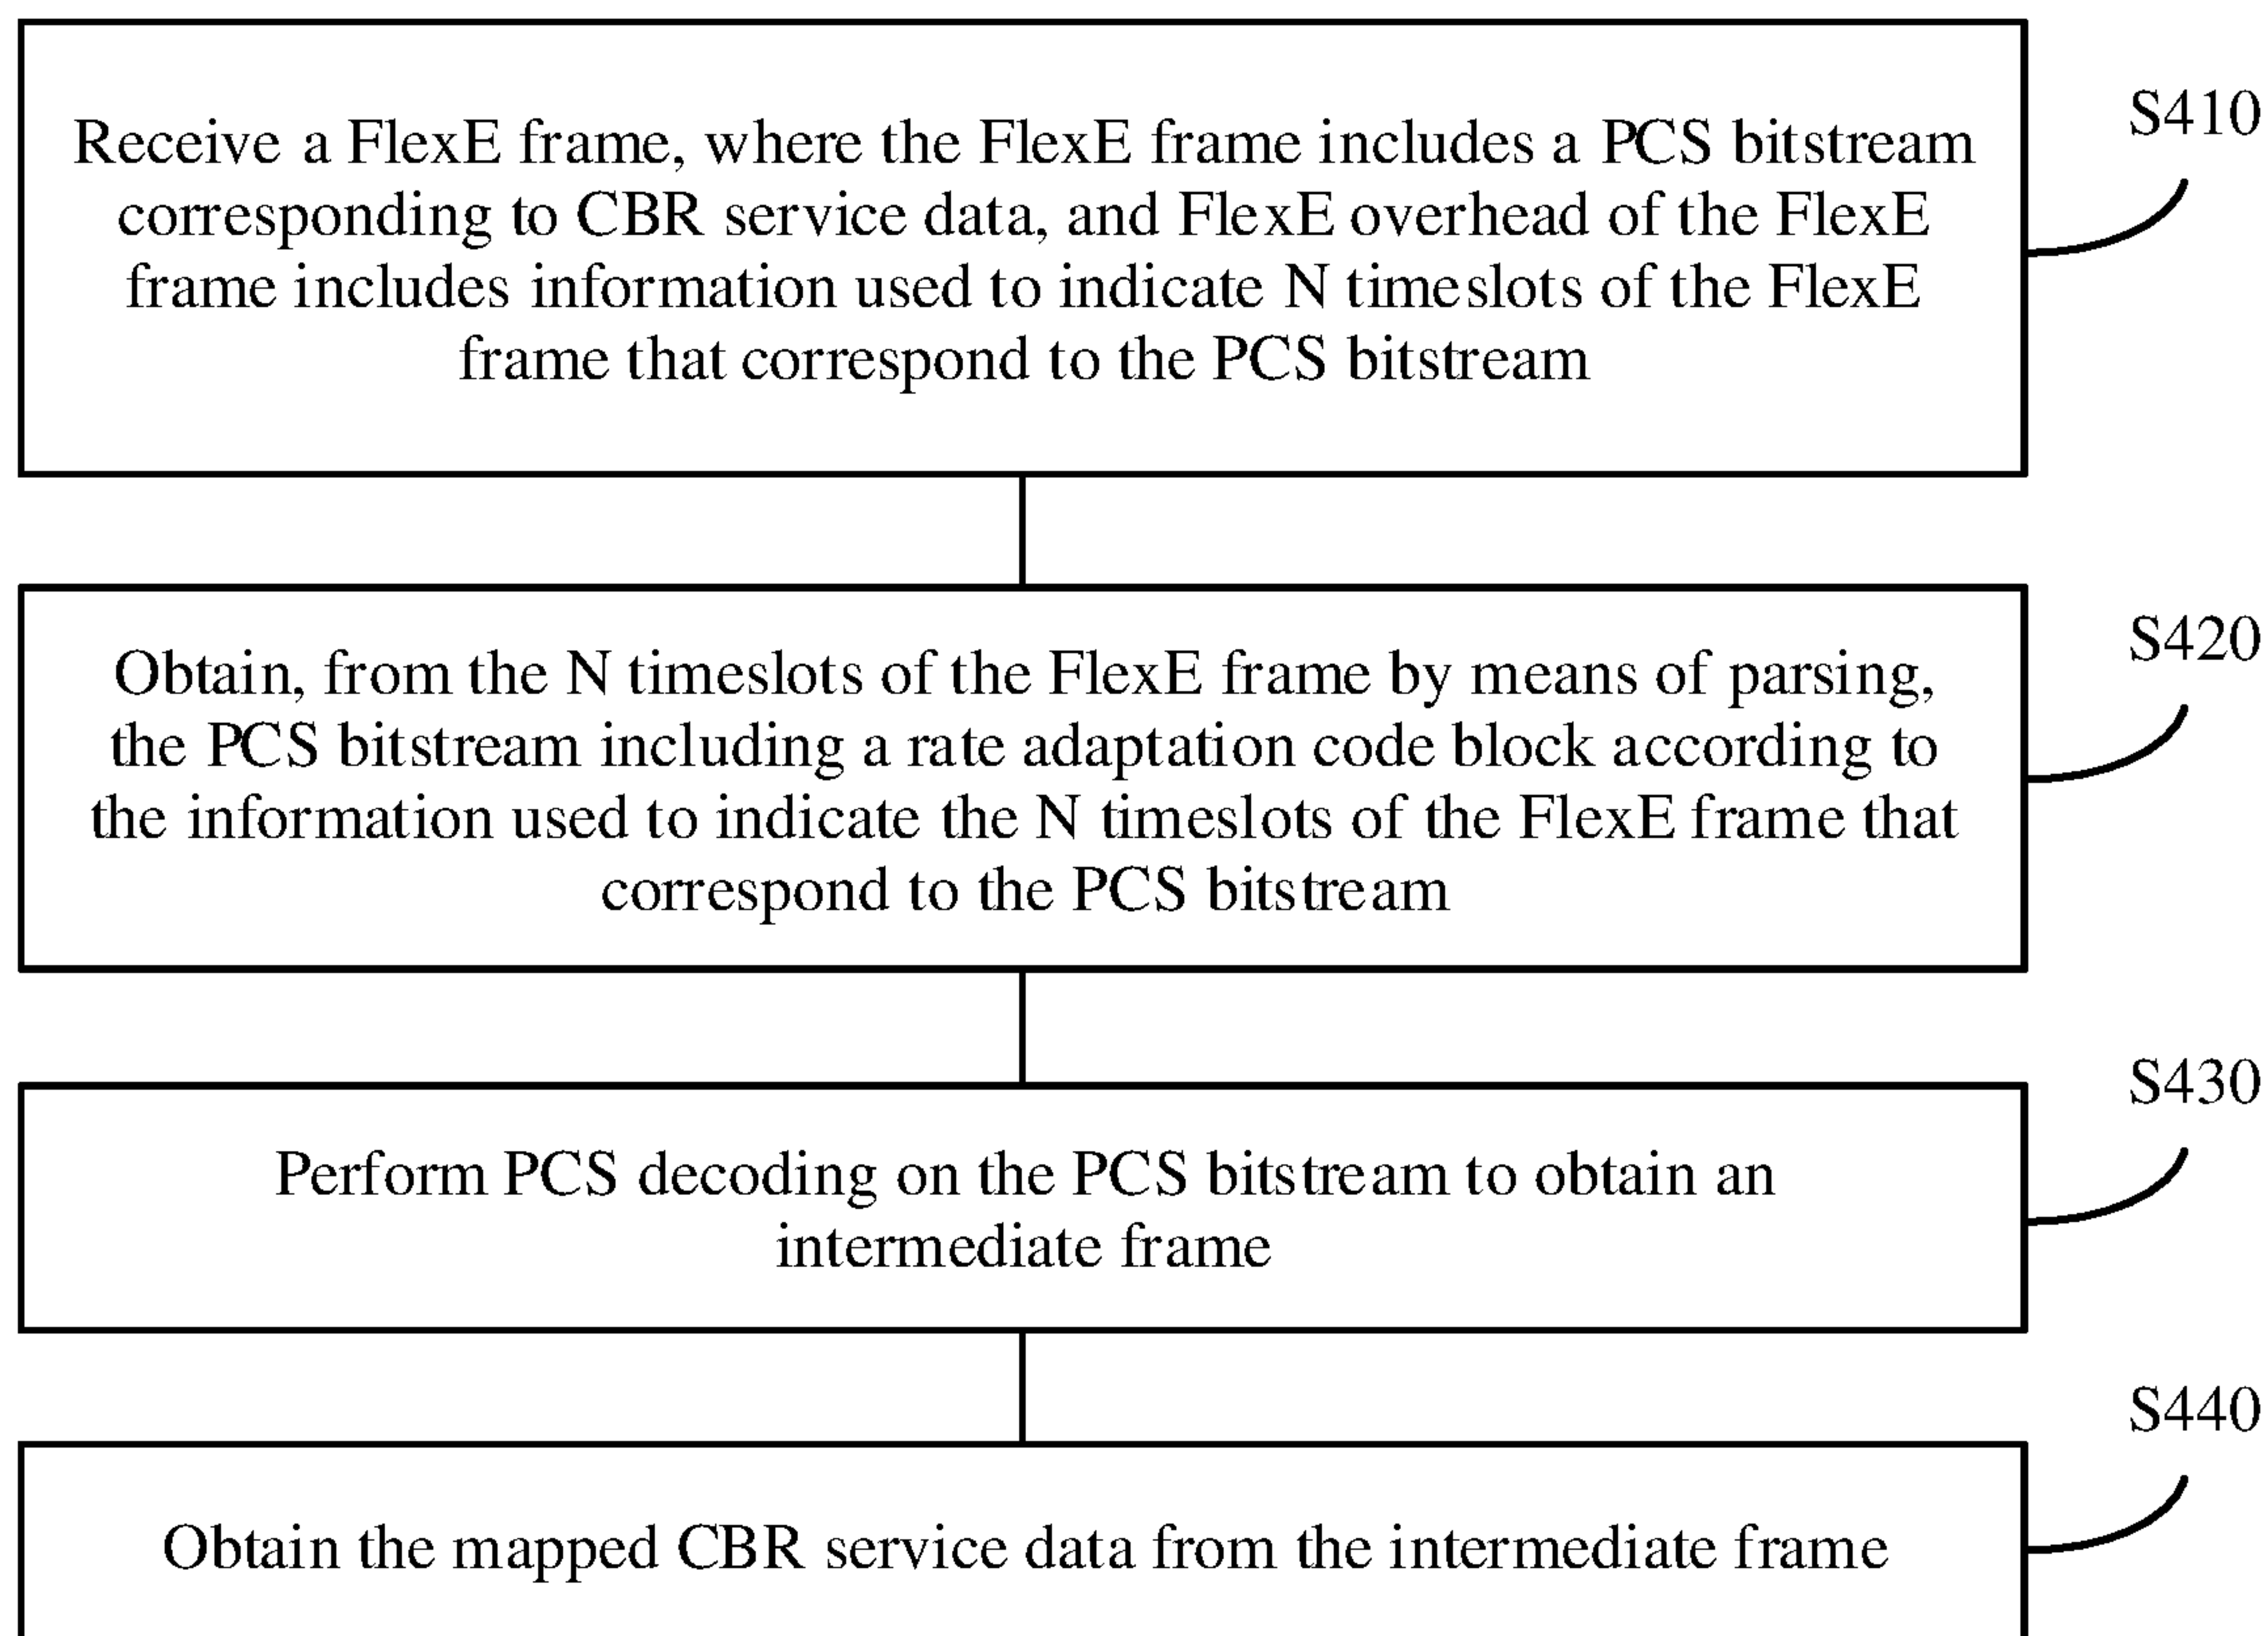 Receive a FlexE frame, where the FlexE frame includes a PCS bitstream
corresponding to CBR service data, and FlexE overhead of the FlexE
frame includes information used to indicate N timeslots of the FlexE
frame that correspond to the PCS bitstream
S410
Obtain, from the N timeslots of the FlexE frame by means of parsing,
the PCS bitstream including a rate adaptation code block according to
the information used to indicate the N timeslots of the FlexE frame that
correspond to the PCS bitstream
S420
Perform PCS decoding on the PCS bitstream to obtain an
intermediate frame
S430
Obtain the mapped CBR service data from the intermediate frame
S440